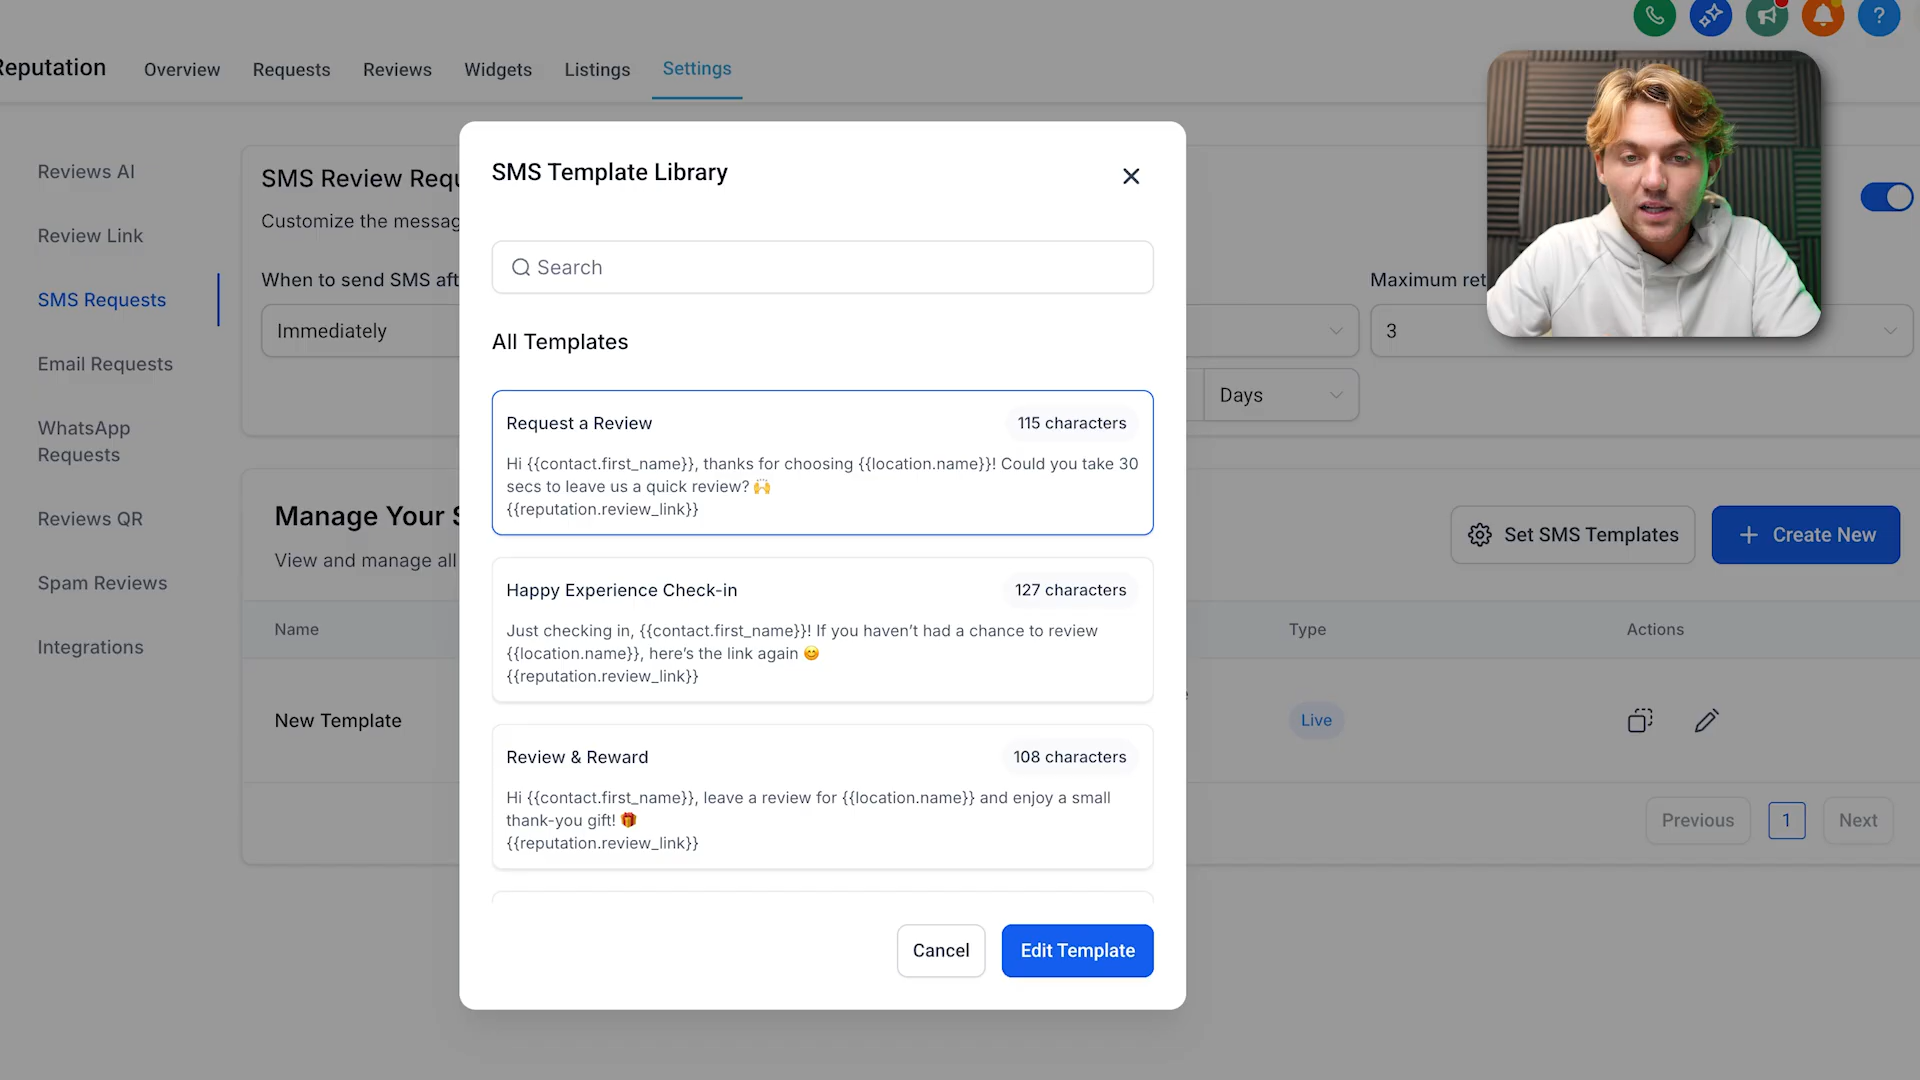 Reputation
Overview
Requests
Reviews
Widgets
Listings
Settings
Reviews AI
Review Link
SMS Requests
Email Requests
WhatsApp
Requests
Reviews QR
Spam Reviews
Integrations
SMS Review Requ
Customize the messag
When to send SMS aft
Immediately
Maximum ret
3
Days
Manage Your S
View and manage all
Set SMS Templates
+ Create New
Name
Type
Actions
New Template
Live
Previous
1
Next
SMS Template Library
Search
All Templates
Request a Review
115 characters
Hi {{contact.first_name}}, thanks for choosing {{location.name}}! Could you take 30
secs to leave us a quick review? 🙌
{{reputation.review_link}}
Happy Experience Check-in
127 characters
Just checking in, {{contact.first_name}}! If you haven’t had a chance to review
{{location.name}}, here’s the link again 😊
{{reputation.review_link}}
Review & Reward
108 characters
Hi {{contact.first_name}}, leave a review for {{location.name}} and enjoy a small
thank-you gift! 🎁
{{reputation.review_link}}
Cancel
Edit Template